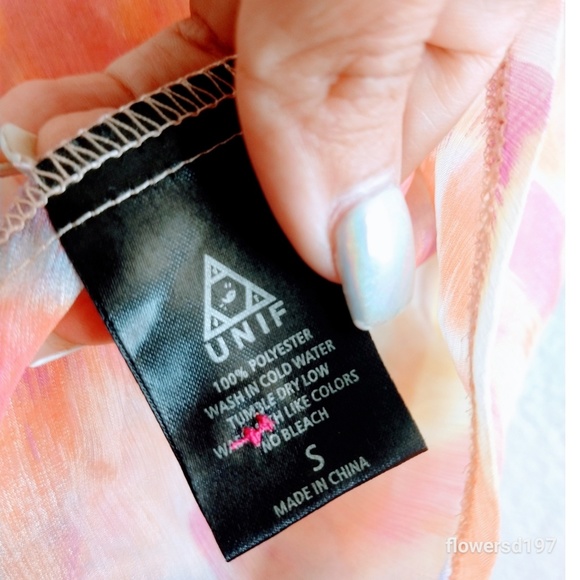 UNIF
100% POLYESTER
WASH IN COLD WATER
TUMBLE DRY LOW
LIKE COLORS
NO BLEACH
S
MADE IN CHINA
flowersd197